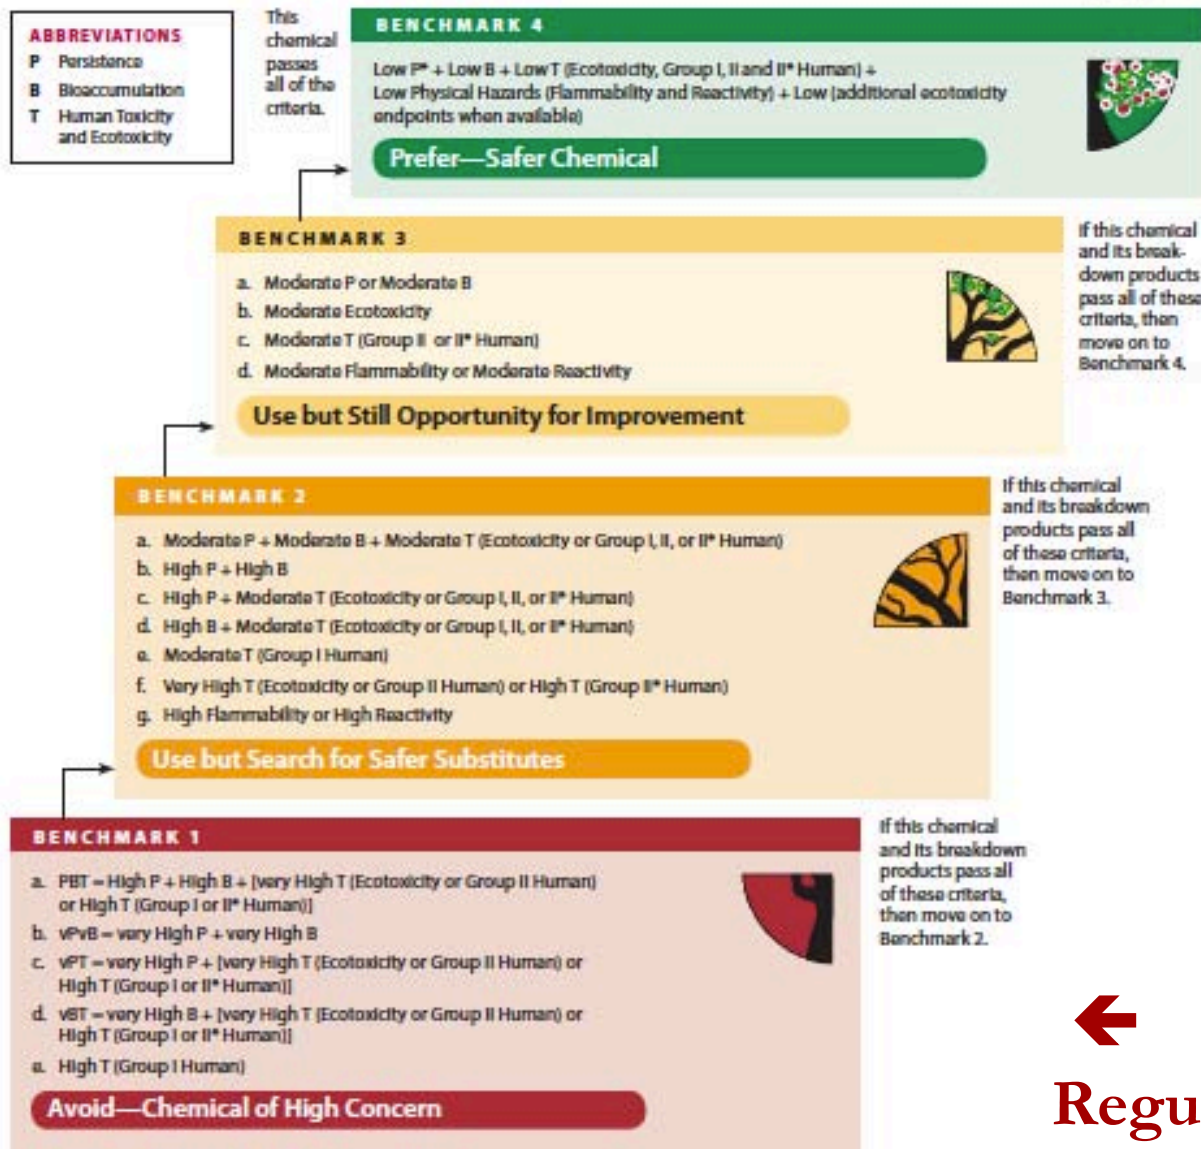 ABBREVIATIONS
P Persistence
B Bioaccumulation
T Human Toxicity
and Ecotoxicity
This
chemical
passes
all of the
criteria.
BENCHMARK 4
Low P* + Low B + Low T (Ecotoxicity, Group I, II and II* Human) +
Low Physical Hazards (Flammability and Reactivity) + Low (additional ecotoxicity
endpoints when available)
Prefer—Safer Chemical
BENCHMARK 3
a. Moderate P or Moderate B
b. Moderate Ecotoxicity
c. Moderate T (Group II or II* Human)
d. Moderate Flammability or Moderate Reactivity
Use but Still Opportunity for Improvement
If this chemical
and its break-
down products
pass all of these
criteria, then
move on to
Benchmark 4.
BENCHMARK 2
a. Moderate P + Moderate B + Moderate T (Ecotoxicity or Group I, II, or II* Human)
b. High P + High B
c. High P + Moderate T (Ecotoxicity or Group I, II, or II* Human)
d. High B + Moderate T (Ecotoxicity or Group I, II, or II* Human)
e. Moderate T (Group I Human)
f. Very High T (Ecotoxicity or Group II Human) or High T (Group II* Human)
g. High Flammability or High Reactivity
Use but Search for Safer Substitutes
If this chemical
and its breakdown
products pass all
of these criteria,
then move on to
Benchmark 3.
BENCHMARK 1
a. PBT = High P + High B + [very High T (Ecotoxicity or Group II Human)
or High T (Group I or II* Human)]
b. vPvB = very High P + very High B
c. vPT = very High P + [very High T (Ecotoxicity or Group II Human) or
High T (Group I or II* Human)]
d. vBT = very High B + [very High T (Ecotoxicity or Group II Human) or
High T (Group I or II* Human)]
e. High T (Group I Human)
Avoid—Chemical of High Concern
If this chemical
and its breakdown
products pass all
of these criteria,
then move on to
Benchmark 2.
Regu